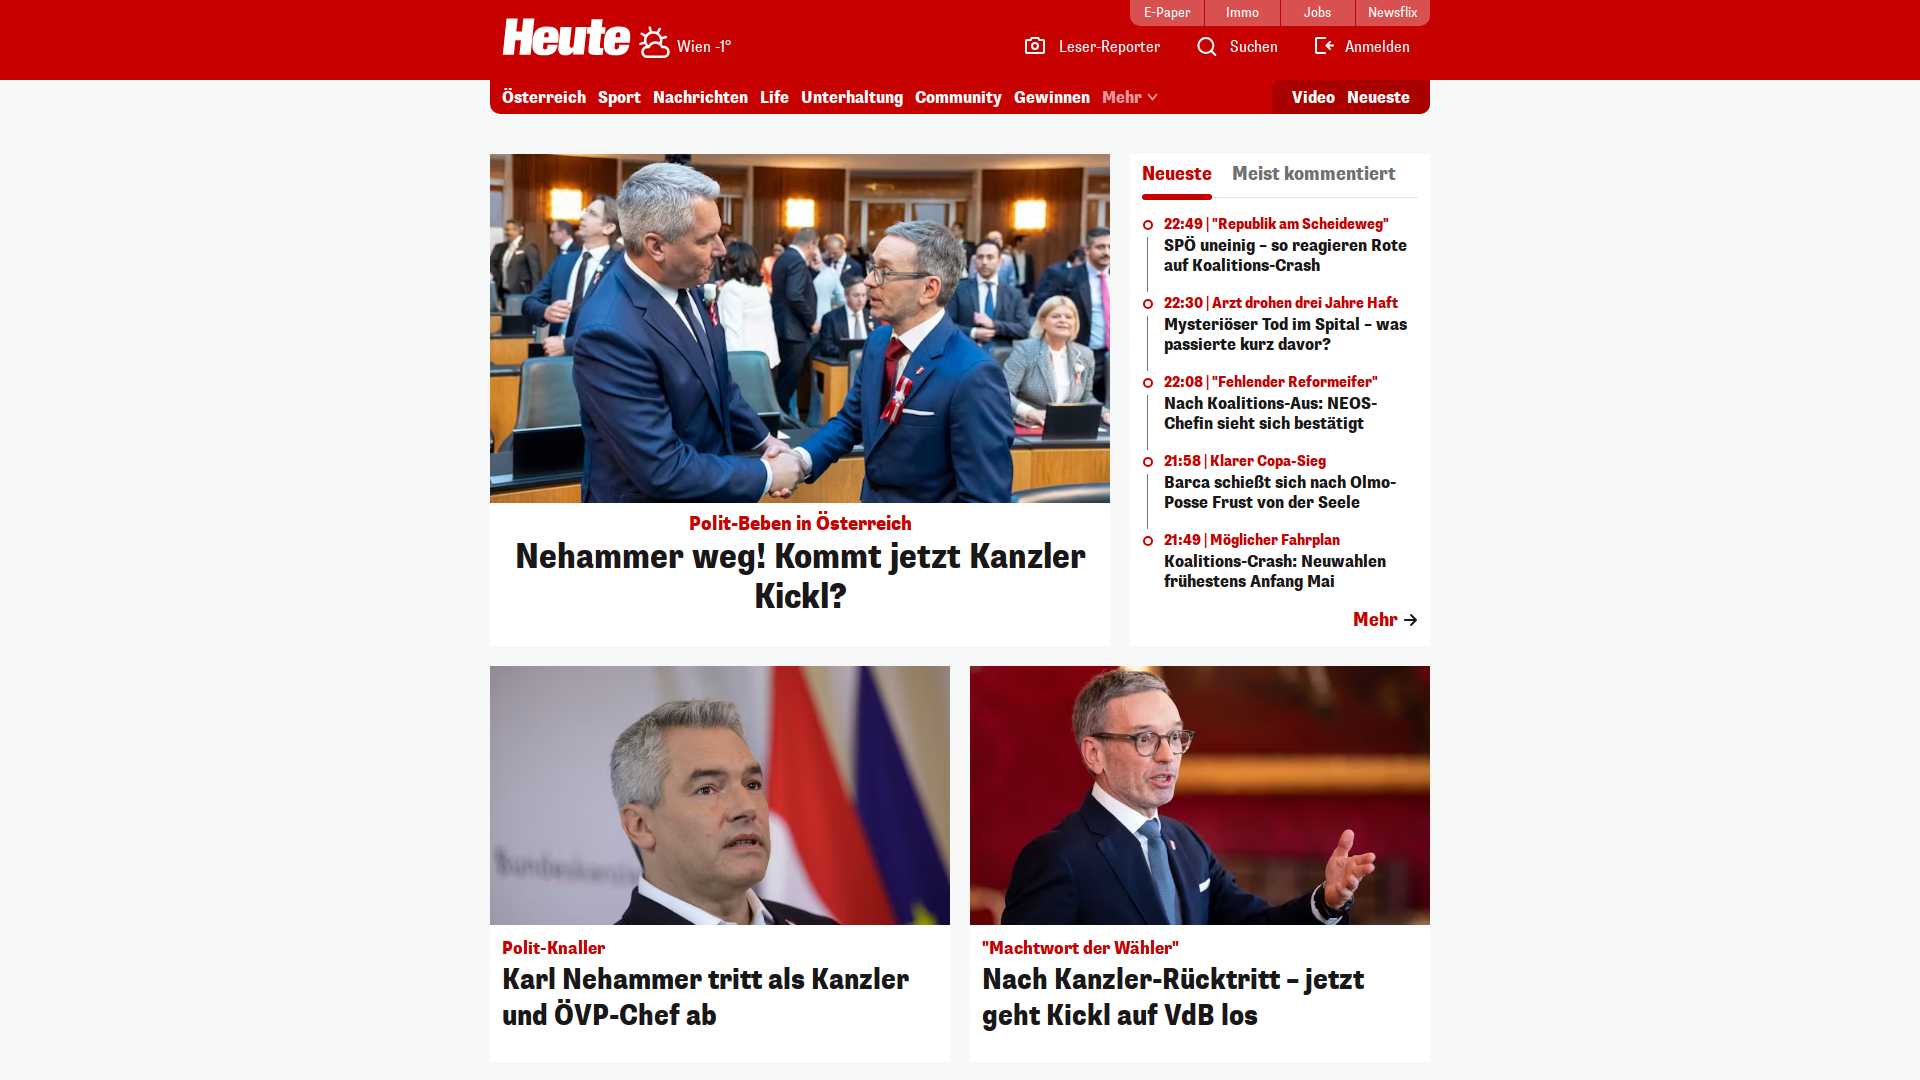 E-Paper
Immo
Jobs
Newsflix
Heute
Wien -1°
Leser-Reporter
Suchen
Anmelden
Österreich
Sport
Nachrichten
Life
Unterhaltung
Community
Gewinnen
Mehr
Video
Neueste
Polit-Beben in Österreich
Nehammer weg! Kommt jetzt Kanzler
Kickl?
Neueste
Meist kommentiert
22:49 | "Republik am Scheideweg"
SPÖ uneinig – so reagieren Rote
auf Koalitions-Crash
22:30 | Arzt drohen drei Jahre Haft
Mysteriöser Tod im Spital – was
passierte kurz davor?
22:08 | "Fehlender Reformeifer"
Nach Koalitions-Aus: NEOS-
Chefin sieht sich bestätigt
21:58 | Klarer Copa-Sieg
Barca schießt sich nach Olmo-
Posse Frust von der Seele
21:49 | Möglicher Fahrplan
Koalitions-Crash: Neuwahlen
frühestens Anfang Mai
Mehr
Bundeskanzle
Polit-Knaller
Karl Nehammer tritt als Kanzler
und ÖVP-Chef ab
"Machtwort der Wähler"
Nach Kanzler-Rücktritt – jetzt
geht Kickl auf VdB los